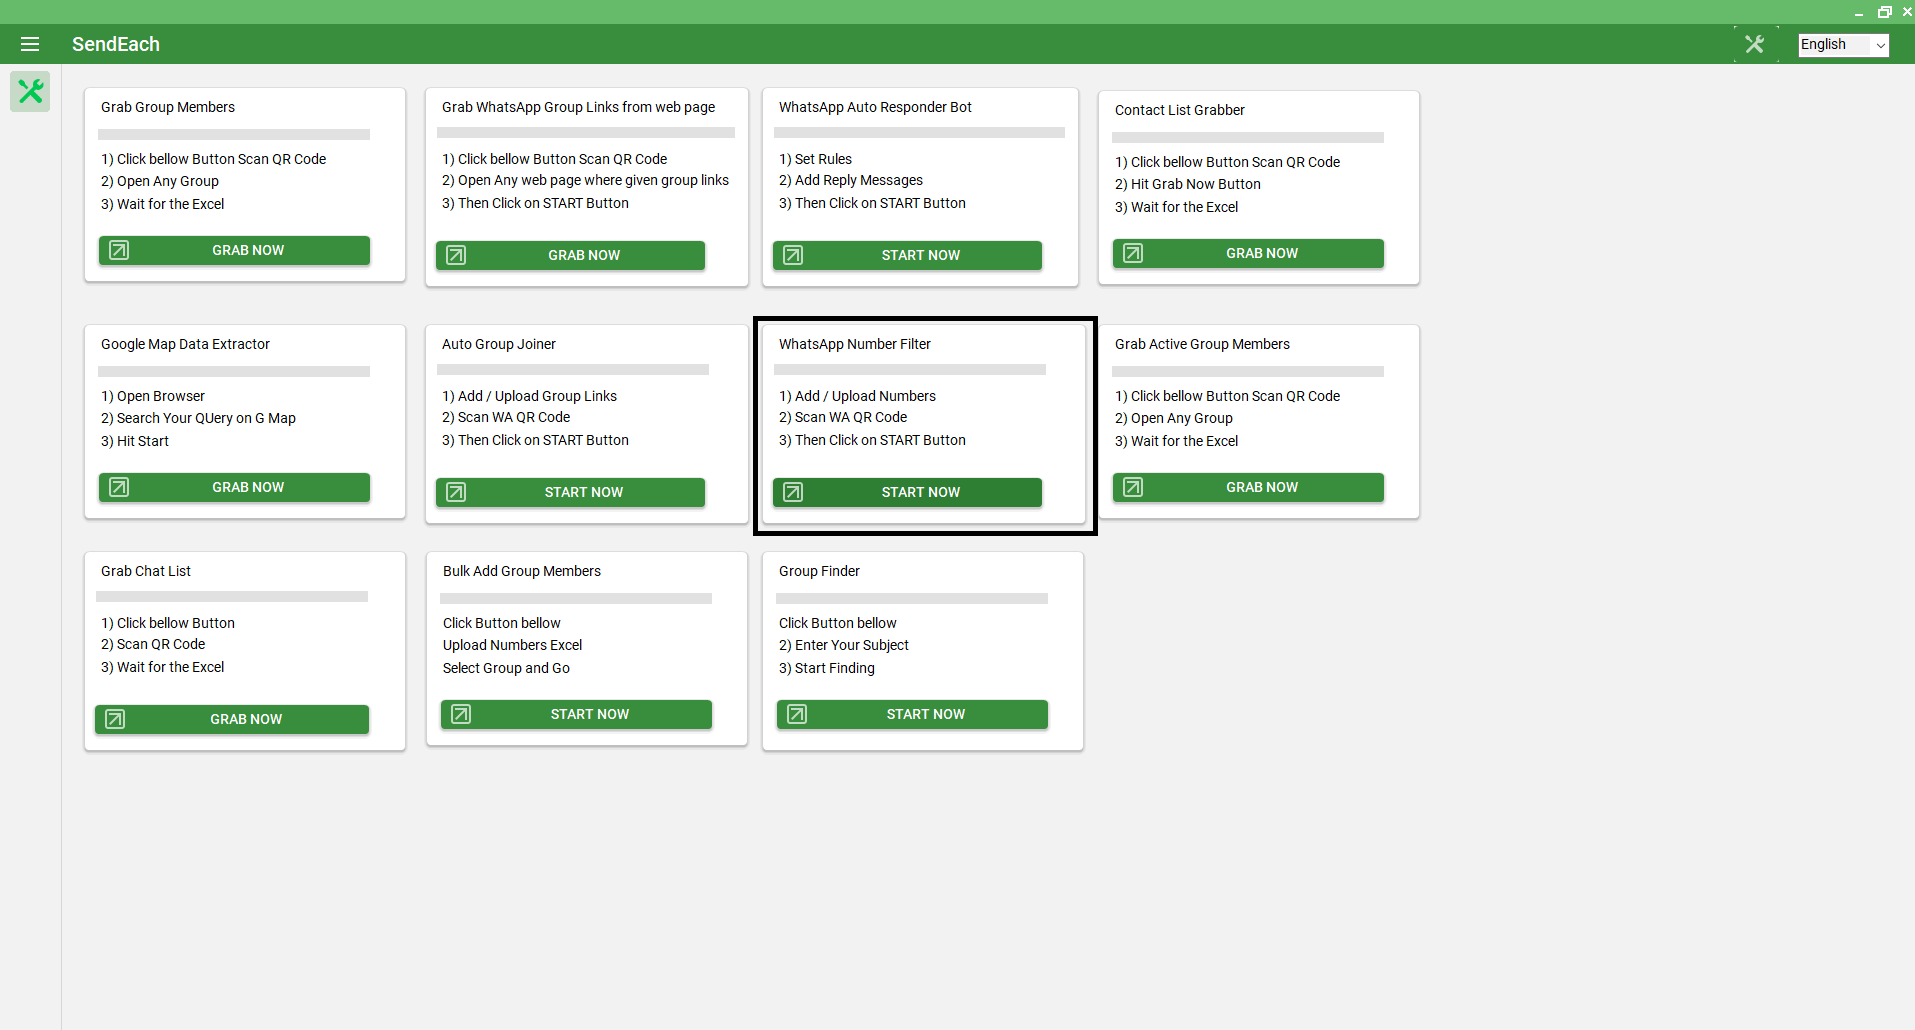 SendEach
English
Grab Group Members
1) Click bellow Button Scan QR Code
2) Open Any Group
3) Wait for the Excel
GRAB NOW
Grab WhatsApp Group Links from web page
1) Click bellow Button Scan QR Code
2) Open Any web page where given group links
3) Then Click on START Button
GRAB NOW
WhatsApp Auto Responder Bot
1) Set Rules
2) Add Reply Messages
3) Then Click on START Button
START NOW
Contact List Grabber
1) Click bellow Button Scan QR Code
2) Hit Grab Now Button
3) Wait for the Excel
GRAB NOW
Google Map Data Extractor
1) Open Browser
2) Search Your QUery on G Map
3) Hit Start
GRAB NOW
Auto Group Joiner
1) Add / Upload Group Links
2) Scan WA QR Code
3) Then Click on START Button
START NOW
WhatsApp Number Filter
1) Add / Upload Numbers
2) Scan WA QR Code
3) Then Click on START Button
START NOW
Grab Active Group Members
1) Click bellow Button Scan QR Code
2) Open Any Group
3) Wait for the Excel
GRAB NOW
Grab Chat List
1) Click bellow Button
2) Scan QR Code
3) Wait for the Excel
GRAB NOW
Bulk Add Group Members
Click Button bellow
Upload Numbers Excel
Select Group and Go
START NOW
Group Finder
Click Button bellow
2) Enter Your Subject
3) Start Finding
START NOW